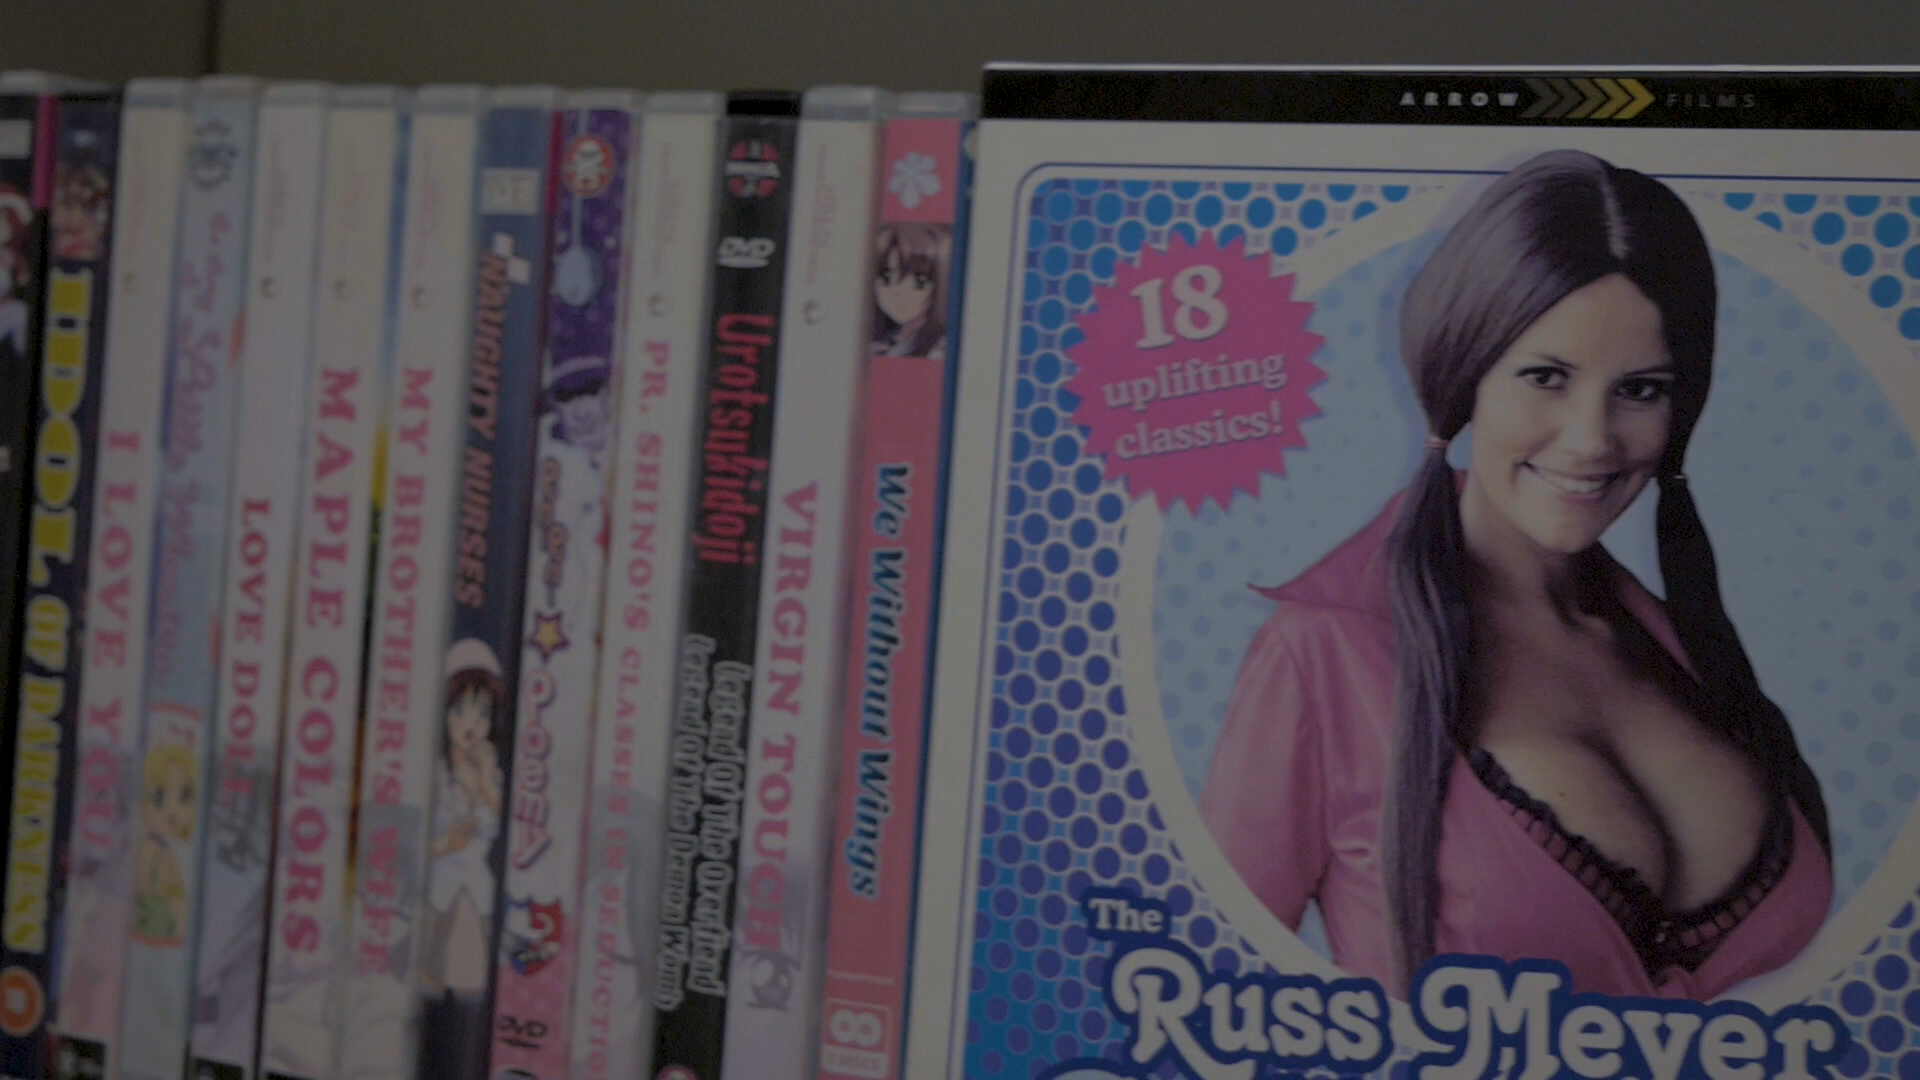 IDOL OF DARKNESS
I LOVE YOU
LOVE DOLL
MAPLE COLORS
MY BROTHER'S WIFE
NAUGHTY NURSES
DVD
PR. SHINO'S CLASSES IN SEDUCTIO
DVD
Urotsukidoji
Legend of the Overfiend
Legend of the Demon Womb
VIRGIN TOUCH
We Without Wings
ARROW FILMS
18
uplifting
classics!
The
Russ Meyer